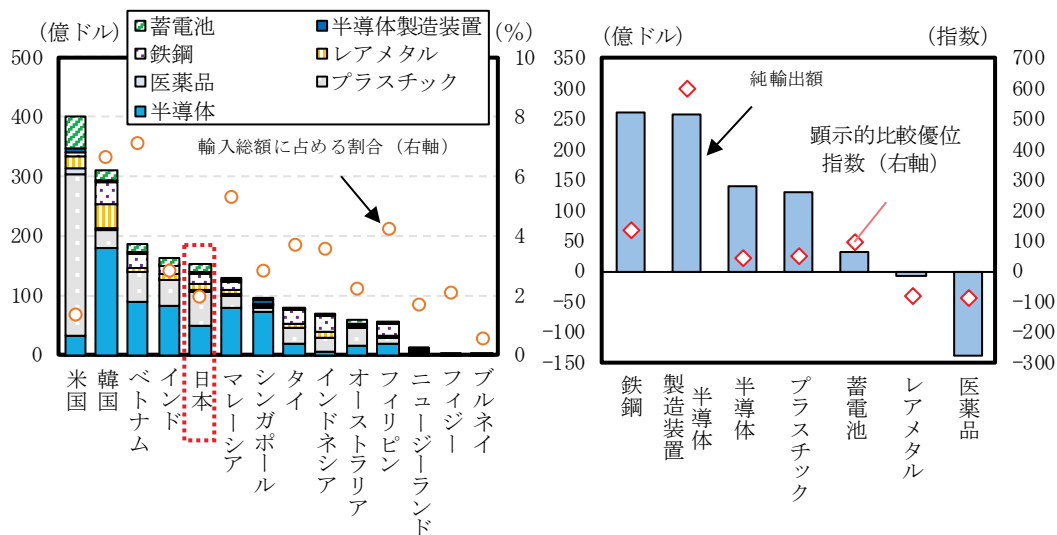 (億ドル)
(%)
蓄電池
半導体製造装置
鉄鋼
レアメタル
医薬品
プラスチック
半導体
500
400
300
200
100
0
10
8
6
4
2
0
輸入総額に占める割合（右軸）
米国
韓国
ベトナム
インド
日本
マレーシア
シンガポール
タイ
インドネシア
オーストラリア
フィリピン
ニュージーランド
フィジー
ブルネイ
(億ドル)
(指数)
350
300
250
200
150
100
50
0
-50
-100
-150
700
600
500
400
300
200
100
0
-100
-200
-300
純輸出額
顕示的比較優位
指数（右軸）
鉄鋼
半導体
製造装置
半導体
プラスチック
蓄電池
レアメタル
医薬品